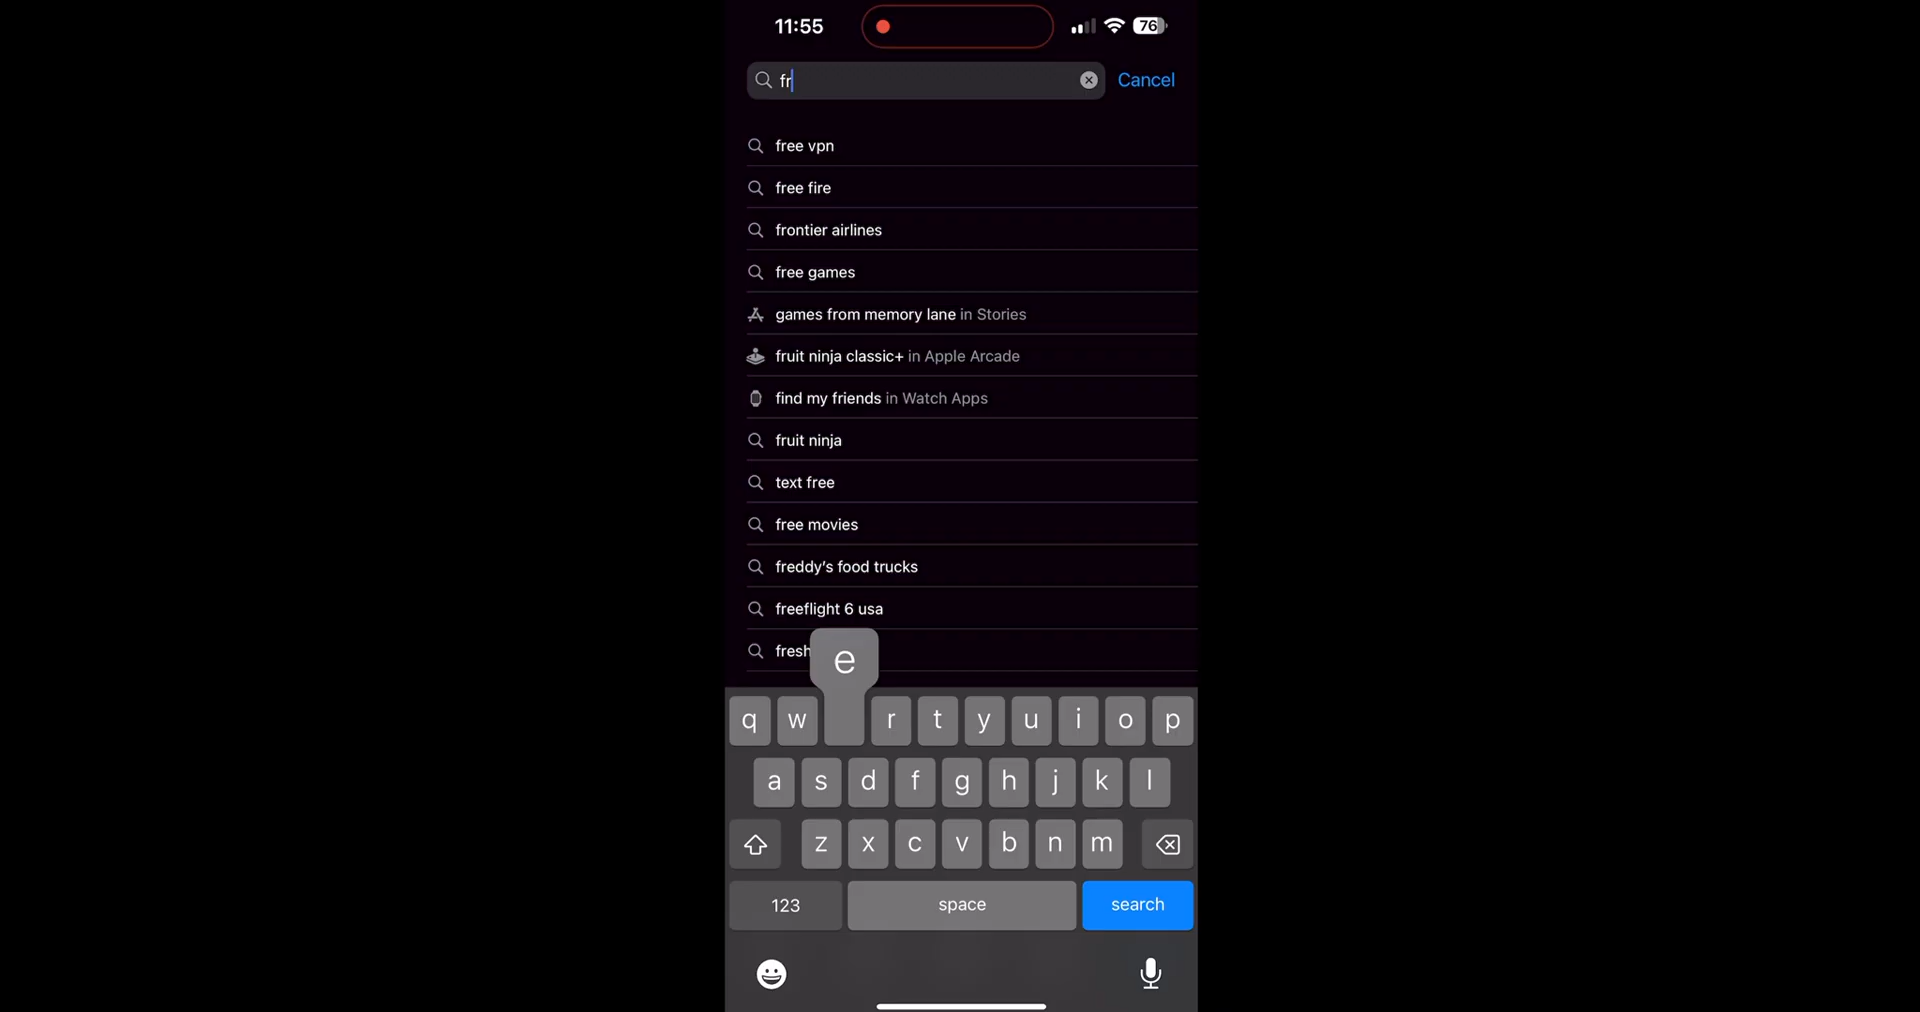 11:55
76
fr
Cancel
free vpn
free fire
frontier airlines
free games
games from memory lane in Stories
fruit ninja classic+ in Apple Arcade
find my friends in Watch Apps
fruit ninja
text free
free movies
freddy’s food trucks
freeflight 6 usa
fresh
e
q w r t y u i o p
a s d f g h j k l
z x c v b n m
123 space search